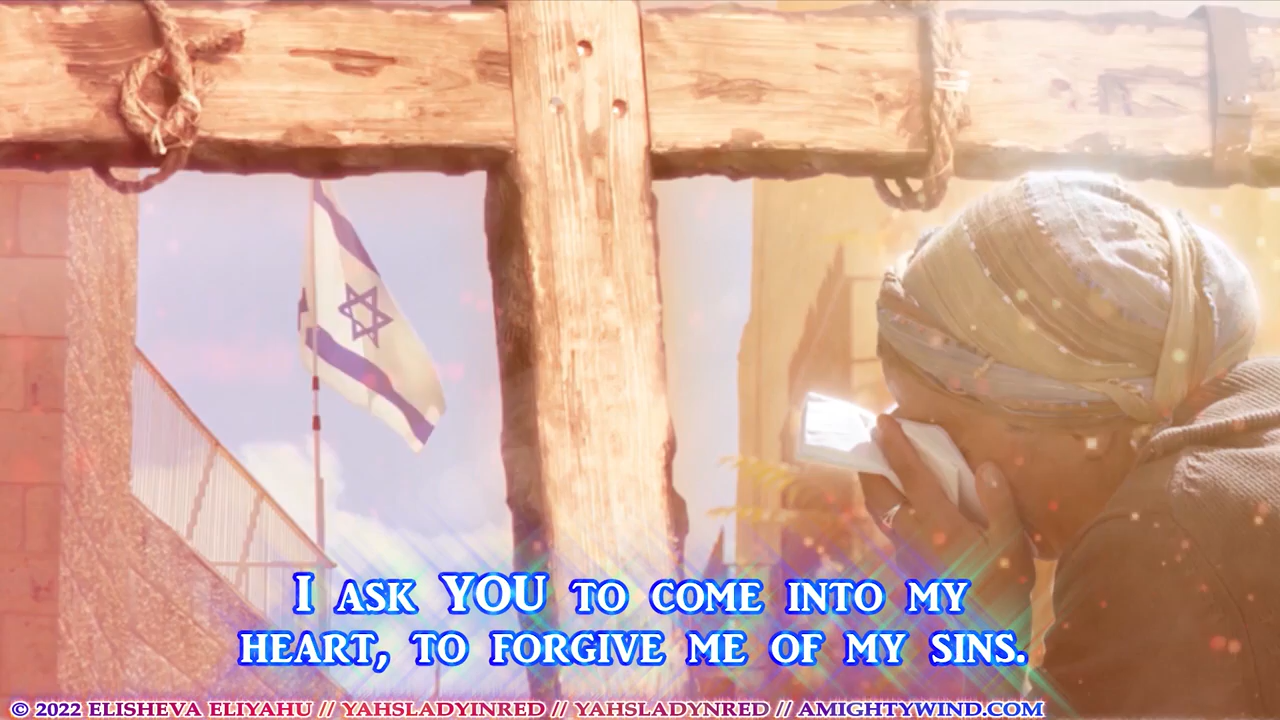 I ASK YOU TO COME INTO MY
HEART, TO FORGIVE ME OF MY SINS.
© 2022 ELISHEVA ELIYAHU // YAHSLADYINRED // YAHSLADYNRED // AMIGHTYWIND.COM